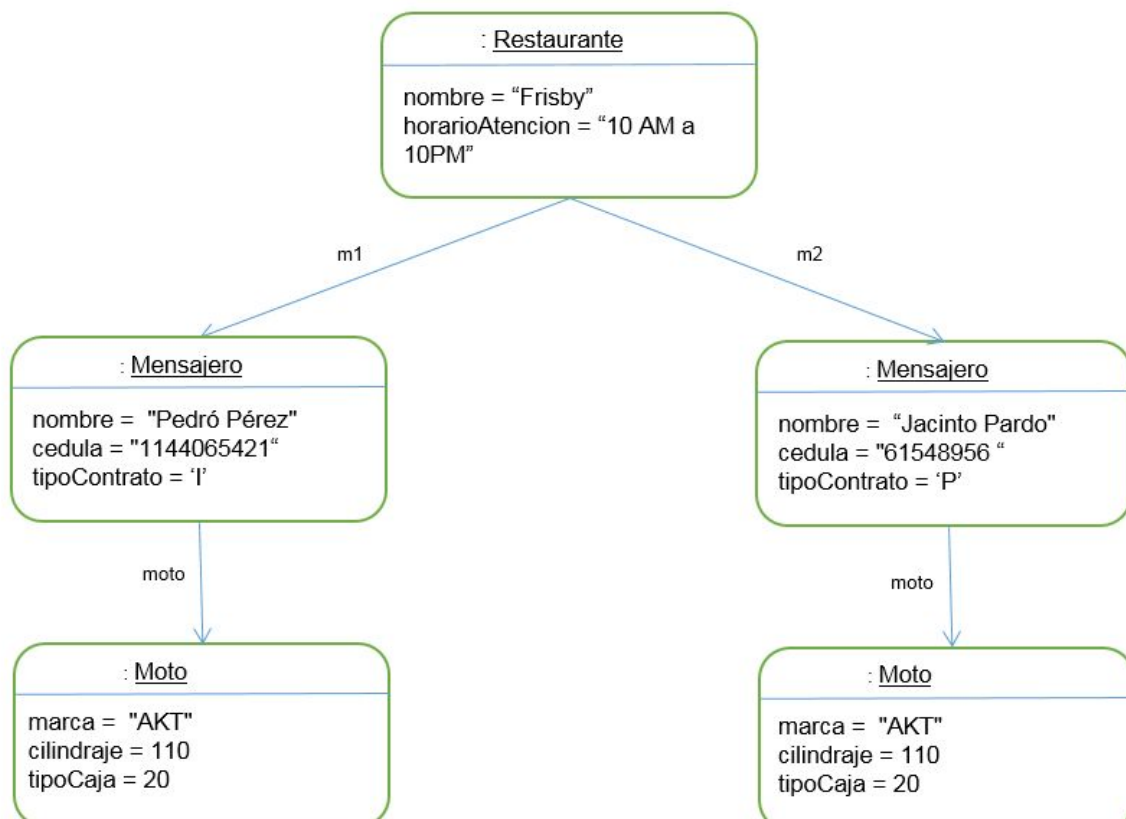 : Restaurante
nombre = “Frisby”
horarioAtencion = “10 AM a
10PM”
m1
m2
: Mensajero
nombre =  "Pedró Pérez"
cedula = "1144065421“
tipoContrato = ‘I’
: Mensajero
nombre =  “Jacinto Pardo"
cedula = "61548956 “
tipoContrato = ‘P’
moto
moto
: Moto
marca =  "AKT"
cilindraje = 110
tipoCaja = 20
: Moto
marca =  "AKT"
cilindraje = 110
tipoCaja = 20